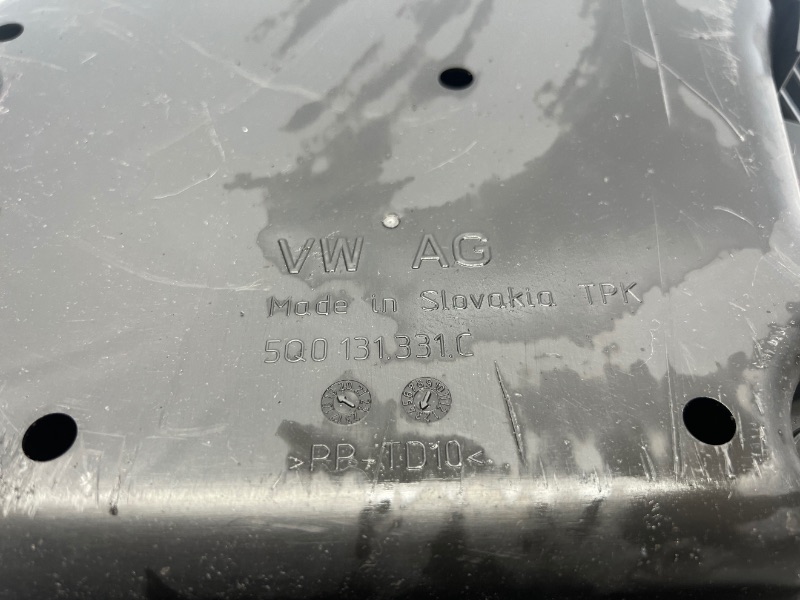 VW AG
Made in Slovakia TPK
5Q0 131.331.C
>PP-TD10<